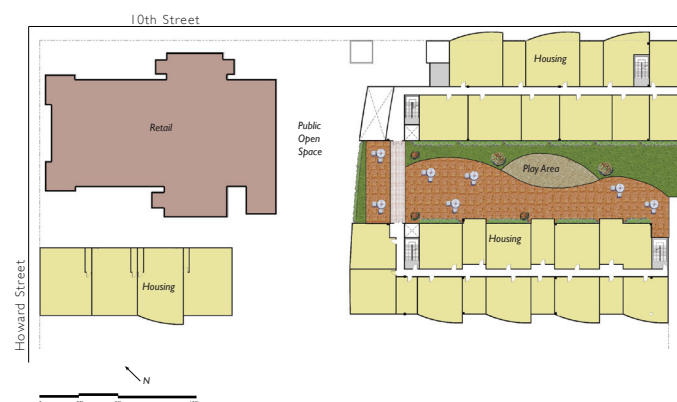 10th Street
Housing
Retail
Public
Open
Space
Play Area
Housing
Howard Street
Housing
N